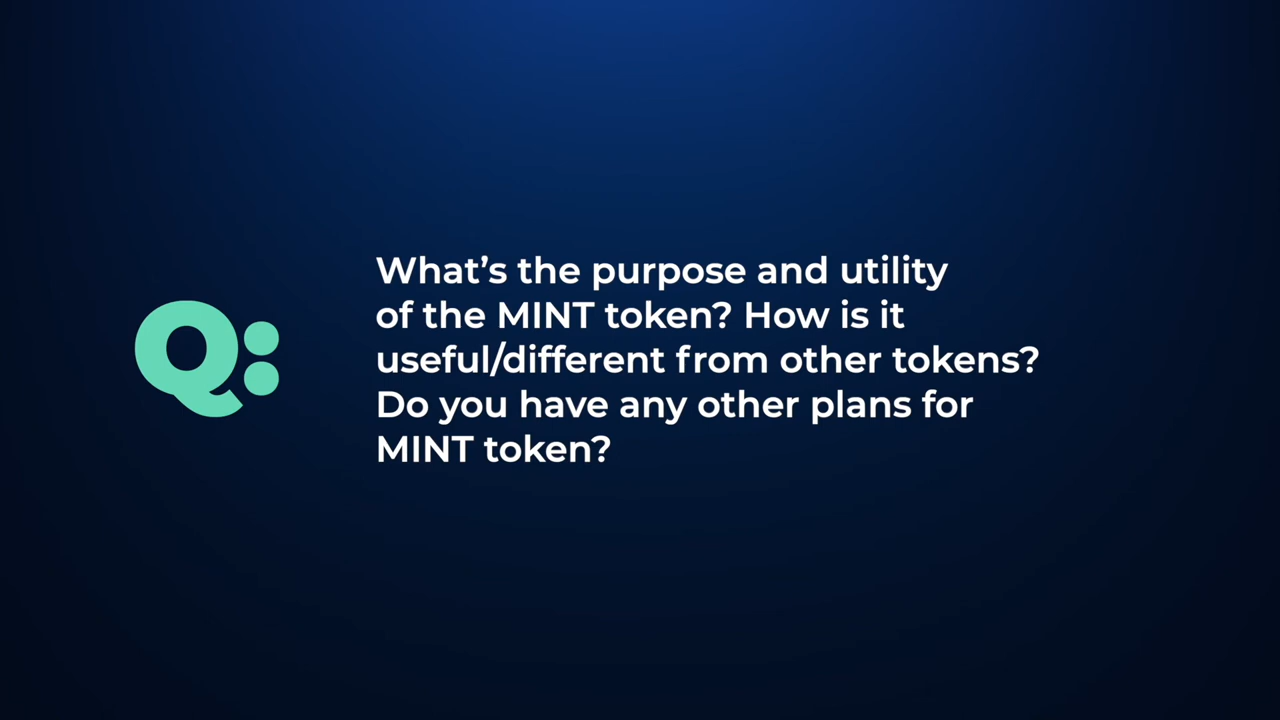 Q:
What’s the purpose and utility
of the MINT token? How is it
useful/different from other tokens?
Do you have any other plans for
MINT token?